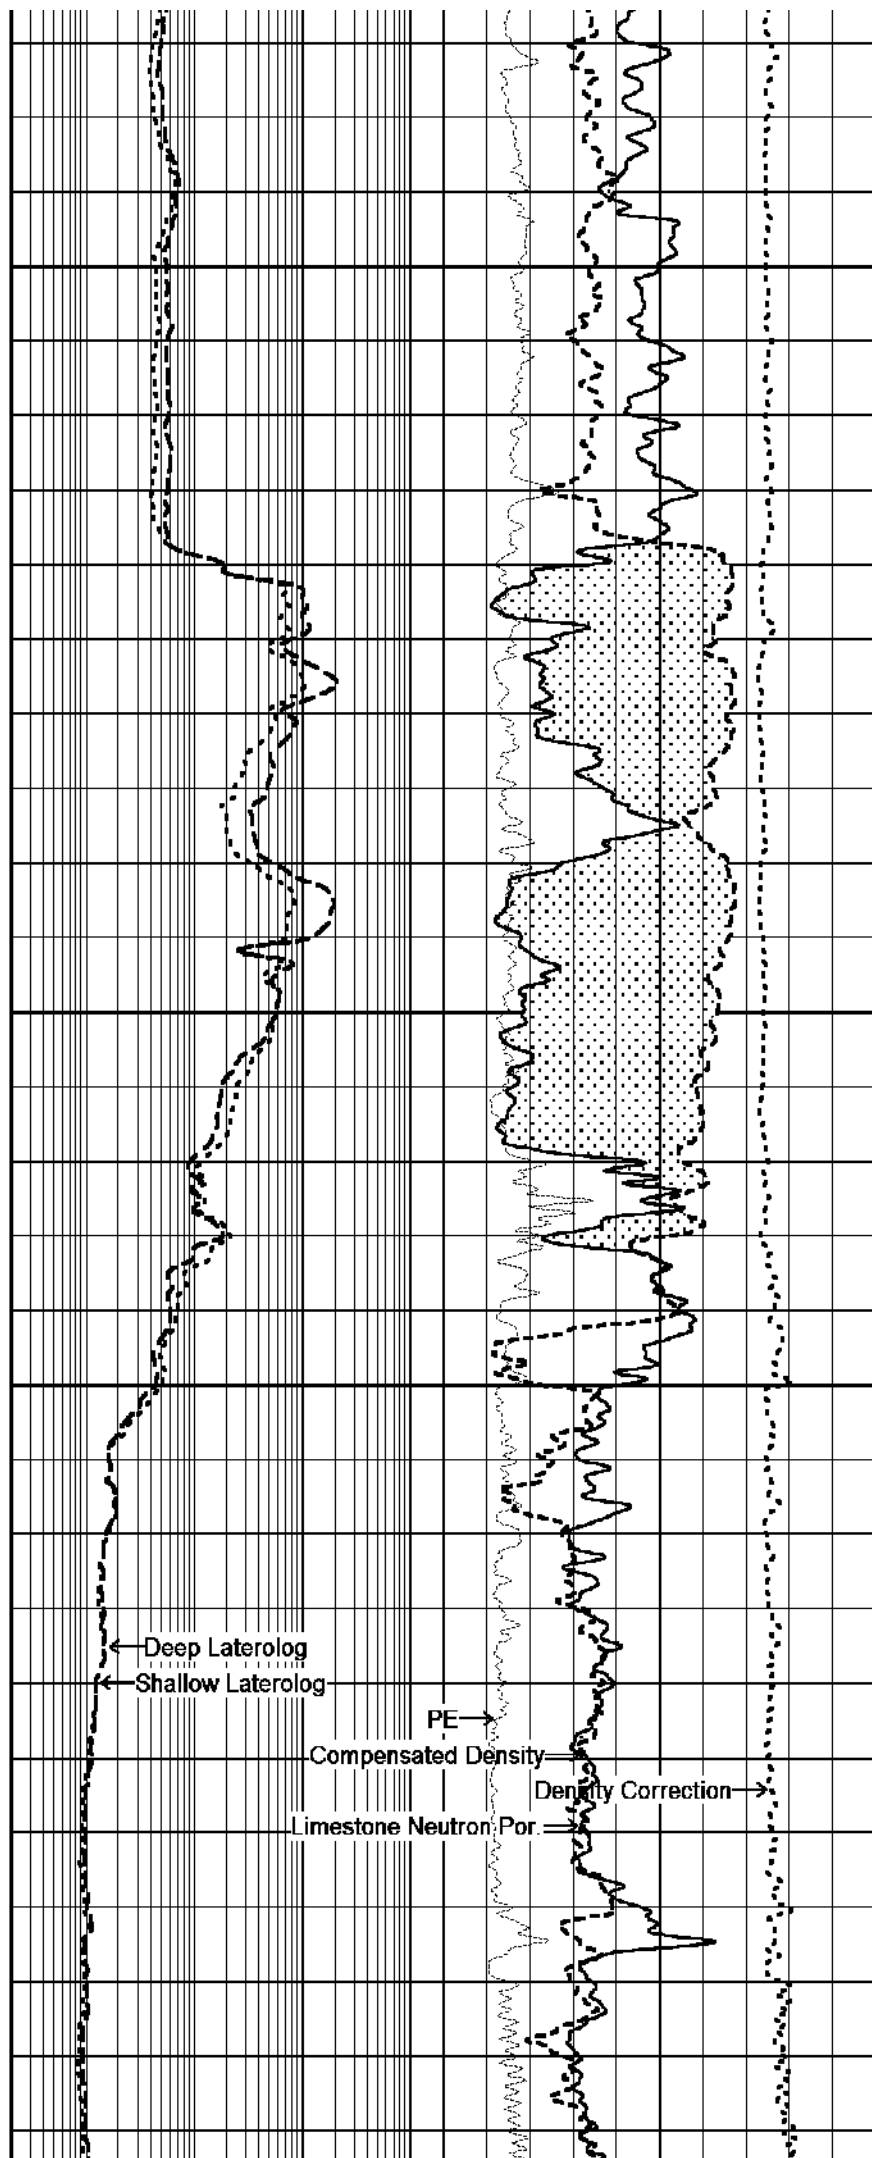 Deep Laterolog
Shallow Laterolog
PE
Compensated Density
Density Correction
Limestone Neutron Por.